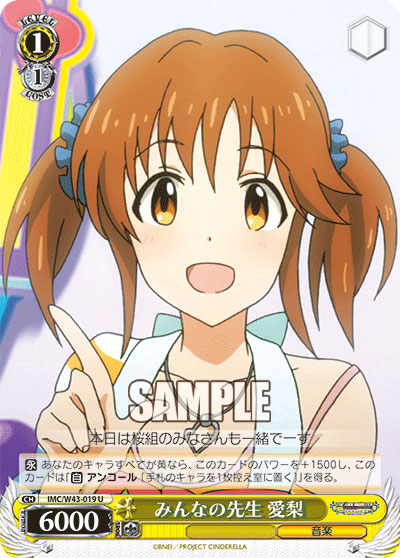 LEVEL
1
1
COST
SAMPLE
本日は桜組のみなさんも一緒でーす
永 あなたのキャラすべてが黄なら、このカードのパワーを＋1500し、このカードは『自 アンコール ［手札のキャラを1枚控え室に置く］』を得る。
CH IMC/W43-019 U
6000
みんなの先生 愛梨
音楽
©NEI／PROJECT CINDERELLA